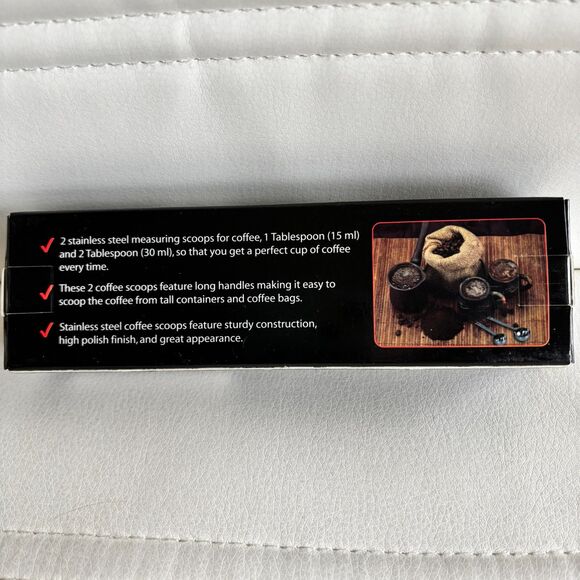 2 stainless steel measuring scoops for coffee, 1 Tablespoon (15 ml)
and 2 Tablespoon (30 ml), so that you get a perfect cup of coffee
every time.
These 2 coffee scoops feature long handles making it easy to
scoop the coffee from tall containers and coffee bags.
Stainless steel coffee scoops feature sturdy construction,
high polish finish, and great appearance.